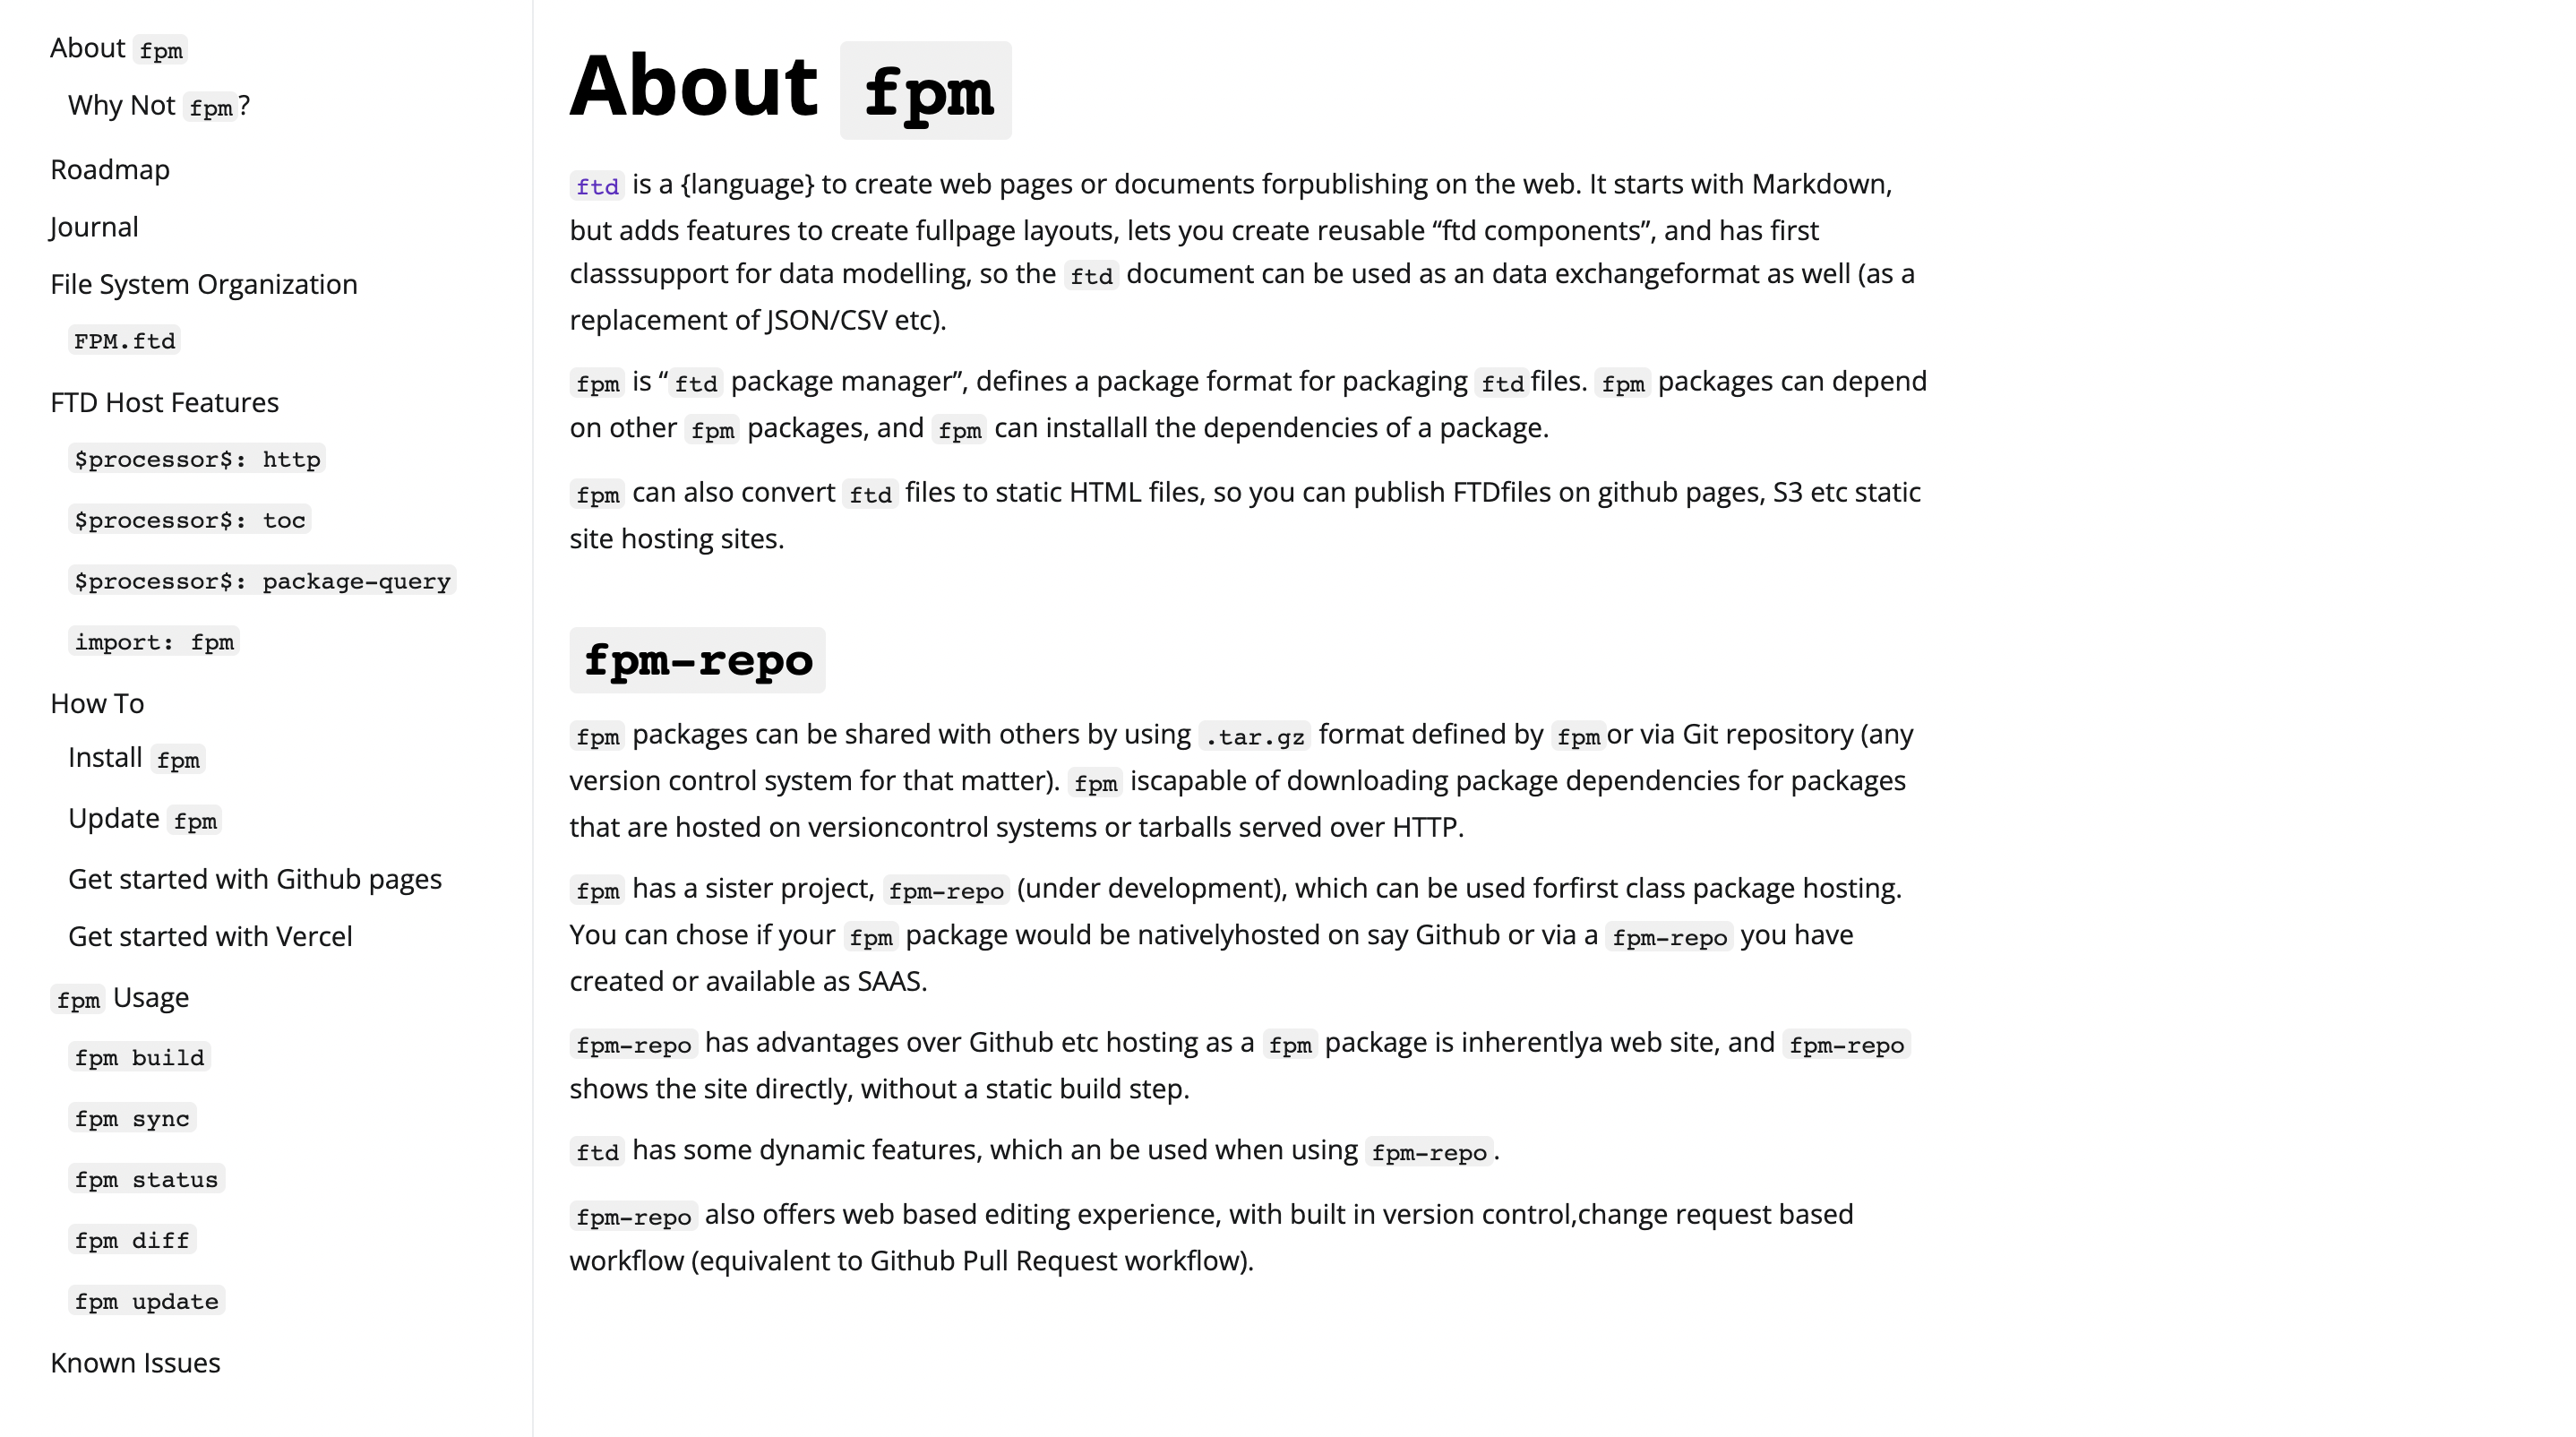 About fpm
Why Not fpm?
Roadmap
Journal
File System Organization
FPM.ftd
FTD Host Features
$processor$: http
$processor$: toc
$processor$: package-query
import: fpm
How To
Install fpm
Update fpm
Get started with Github pages
Get started with Vercel
fpm Usage
fpm build
fpm sync
fpm status
fpm diff
fpm update
Known Issues
About fpm
ftd is a {language} to create web pages or documents forpublishing on the web. It starts with Markdown,
but adds features to create fullpage layouts, lets you create reusable “ftd components”, and has first
classsupport for data modelling, so the ftd document can be used as an data exchangeformat as well (as a
replacement of JSON/CSV etc).
fpm is “ftd package manager”, defines a package format for packaging ftdfiles. fpm packages can depend
on other fpm packages, and fpm can installall the dependencies of a package.
fpm can also convert ftd files to static HTML files, so you can publish FTDfiles on github pages, S3 etc static
site hosting sites.
fpm-repo
fpm packages can be shared with others by using .tar.gz format defined by fpmor via Git repository (any
version control system for that matter). fpm iscapable of downloading package dependencies for packages
that are hosted on versioncontrol systems or tarballs served over HTTP.
fpm has a sister project, fpm-repo (under development), which can be used forfirst class package hosting.
You can chose if your fpm package would be nativelyhosted on say Github or via a fpm-repo you have
created or available as SAAS.
fpm-repo has advantages over Github etc hosting as a fpm package is inherentlya web site, and fpm-repo
shows the site directly, without a static build step.
ftd has some dynamic features, which an be used when using fpm-repo.
fpm-repo also offers web based editing experience, with built in version control,change request based
workflow (equivalent to Github Pull Request workflow).